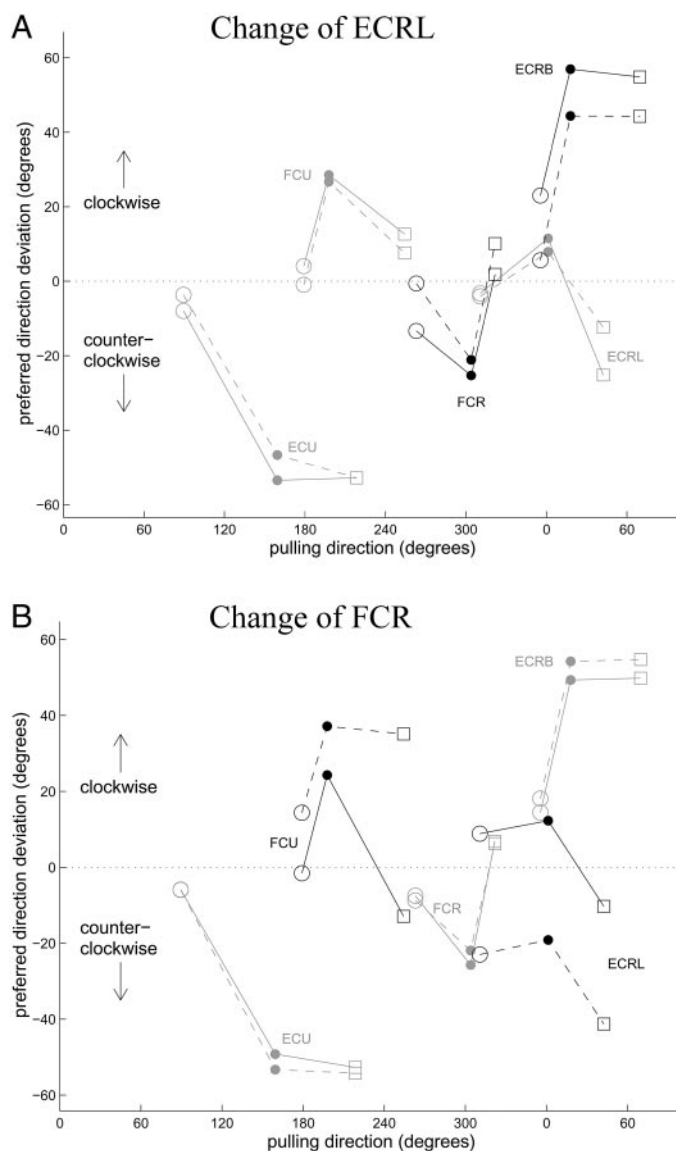 A
Change of ECRL
60
40
20
0
−20
−40
−60
preferred direction deviation (degrees)
clockwise
counter-
clockwise
ECRB
FCU
FCR
ECRL
ECU
0
60
120
180
240
300
0
60
pulling direction (degrees)
B
Change of FCR
60
40
20
0
−20
−40
−60
preferred direction deviation (degrees)
clockwise
counter-
clockwise
ECRB
FCU
FCR
ECRL
ECU
0
60
120
180
240
300
0
60
pulling direction (degrees)